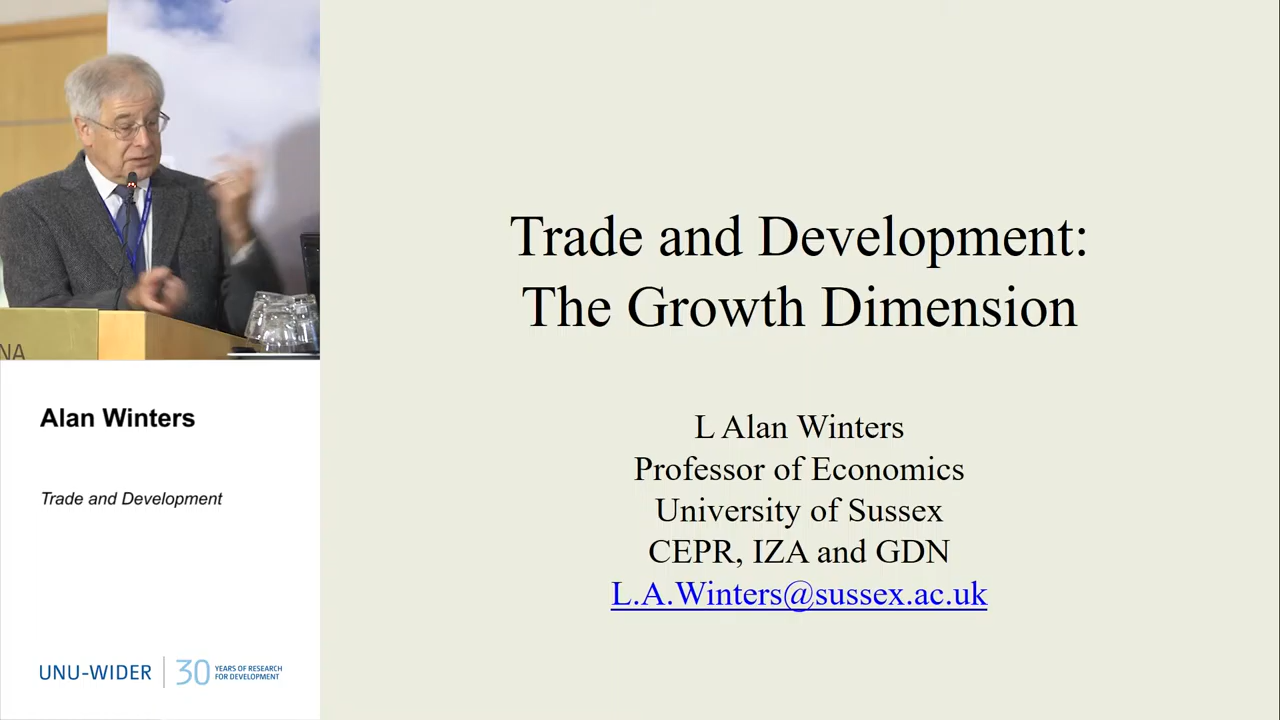 NA
Alan Winters
Trade and Development
UNU-WIDER
30
YEARS OF RESEARCH
FOR DEVELOPMENT
Trade and Development:
The Growth Dimension
L Alan Winters
Professor of Economics
University of Sussex
CEPR, IZA and GDN
L.A.Winters@sussex.ac.uk